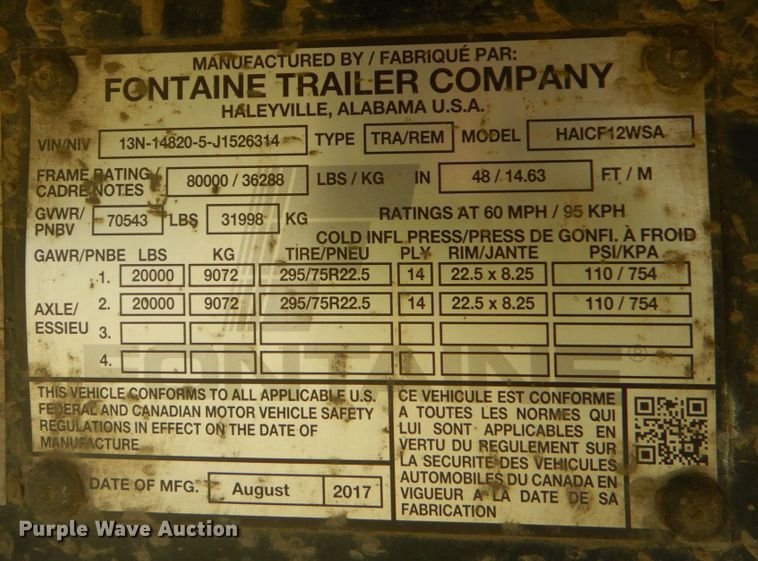 MANUFACTURED BY / FABRIQUÉ PAR:
FONTAINE TRAILER COMPANY
HALEYVILLE, ALABAMA U.S.A.
VIN/NIV 13N-14820-5-J1526314 TYPE TRA/REM MODEL HAICF12WSA
FRAME RATING/ 80000 / 36288 LBS / KG IN 48 / 14.63 FT / M
CADRE NOTES
GVWR/ 70543 LBS 31998 KG RATINGS AT 60 MPH / 95 KPH
PNBV
COLD INFL PRESS/PRESS DE GONFI. À FROID
GAWR/PNBE LBS KG TIRE/PNEU PLY RIM/JANTE PSI/KPA
1. 20000 9072 295/75R22.5 14 22.5 x 8.25 110 / 754
AXLE/ 2. 20000 9072 295/75R22.5 14 22.5 x 8.25 110 / 754
ESSIEU 3.
4.
FONTAINE®
THIS VEHICLE CONFORMS TO ALL APPLICABLE U.S.
FEDERAL AND CANADIAN MOTOR VEHICLE SAFETY
REGULATIONS IN EFFECT ON THE DATE OF
MANUFACTURE
DATE OF MFG. August 2017
CE VEHICULE EST CONFORME
A TOUTES LES NORMES QUI
LUI SONT APPLICABLES EN
VERTU DU REGULEMENT SUR
LA SECURITE DES VEHICULES
AUTOMOBILES DU CANADA EN
VIGUEUR A LA DATE DE SA
FABRICATION
Purple Wave Auction